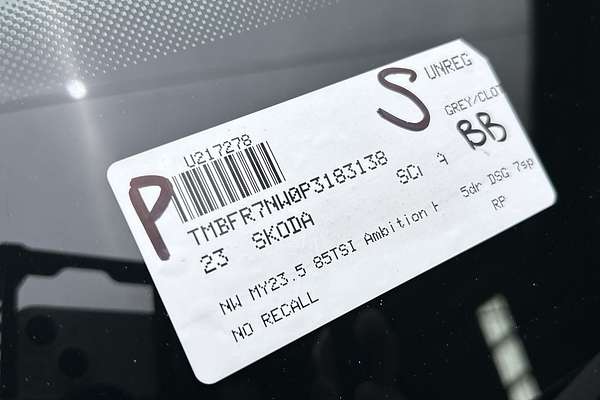 S
UNREG
GREY/CLOT
BB
P
U217278
TMBFR7NW0P3183138
23 SKODA
5dr DSG 7sp
RP
NW MY23.5 85TSI Ambition
NO RECALL